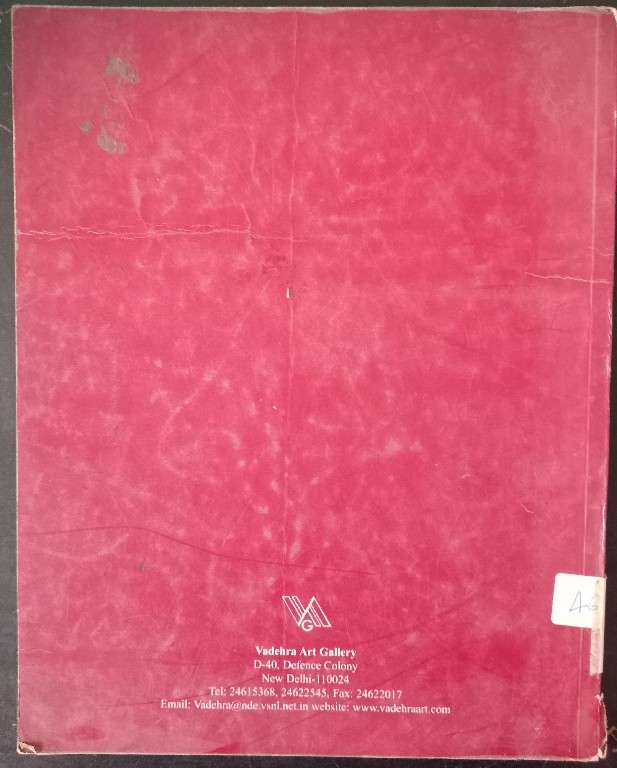 VA
G
Vadehra Art Gallery
D-40, Defence Colony
New Delhi-110024
Tel: 24615368, 24622545, Fax: 24622017
Email: Vadehra@nde.vsnl.net.in website: www.vadehraart.com